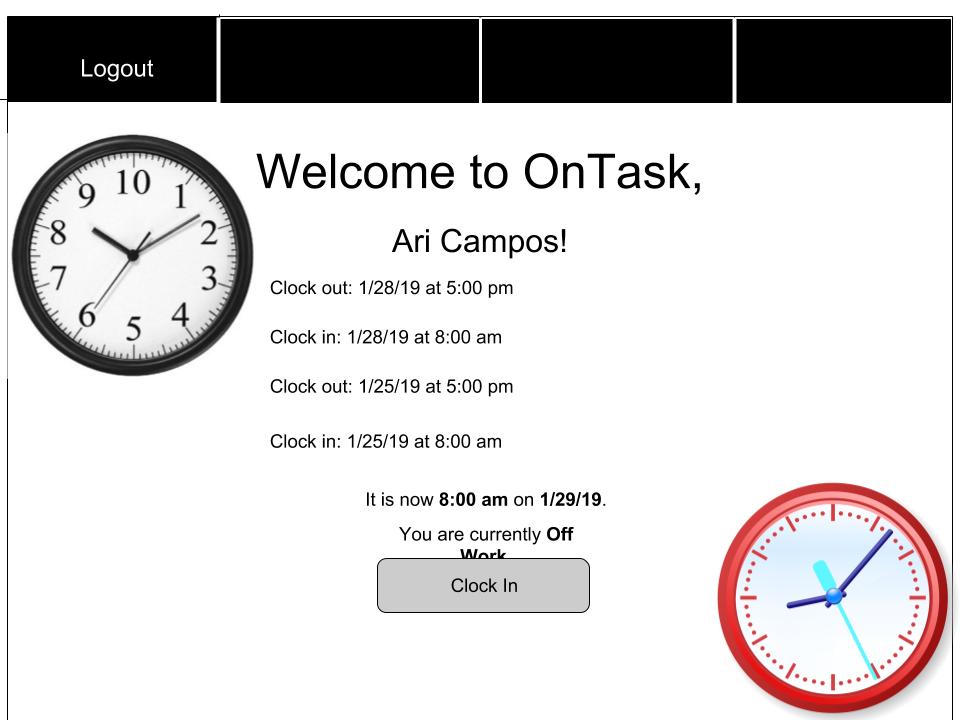 Logout
Welcome to OnTask,
Ari Campos!
10
9 1
8 2
7 3
6 4
5
Clock out: 1/28/19 at 5:00 pm
Clock in: 1/28/19 at 8:00 am
Clock out: 1/25/19 at 5:00 pm
Clock in: 1/25/19 at 8:00 am
It is now 8:00 am on 1/29/19.
You are currently Off
Work
Clock In